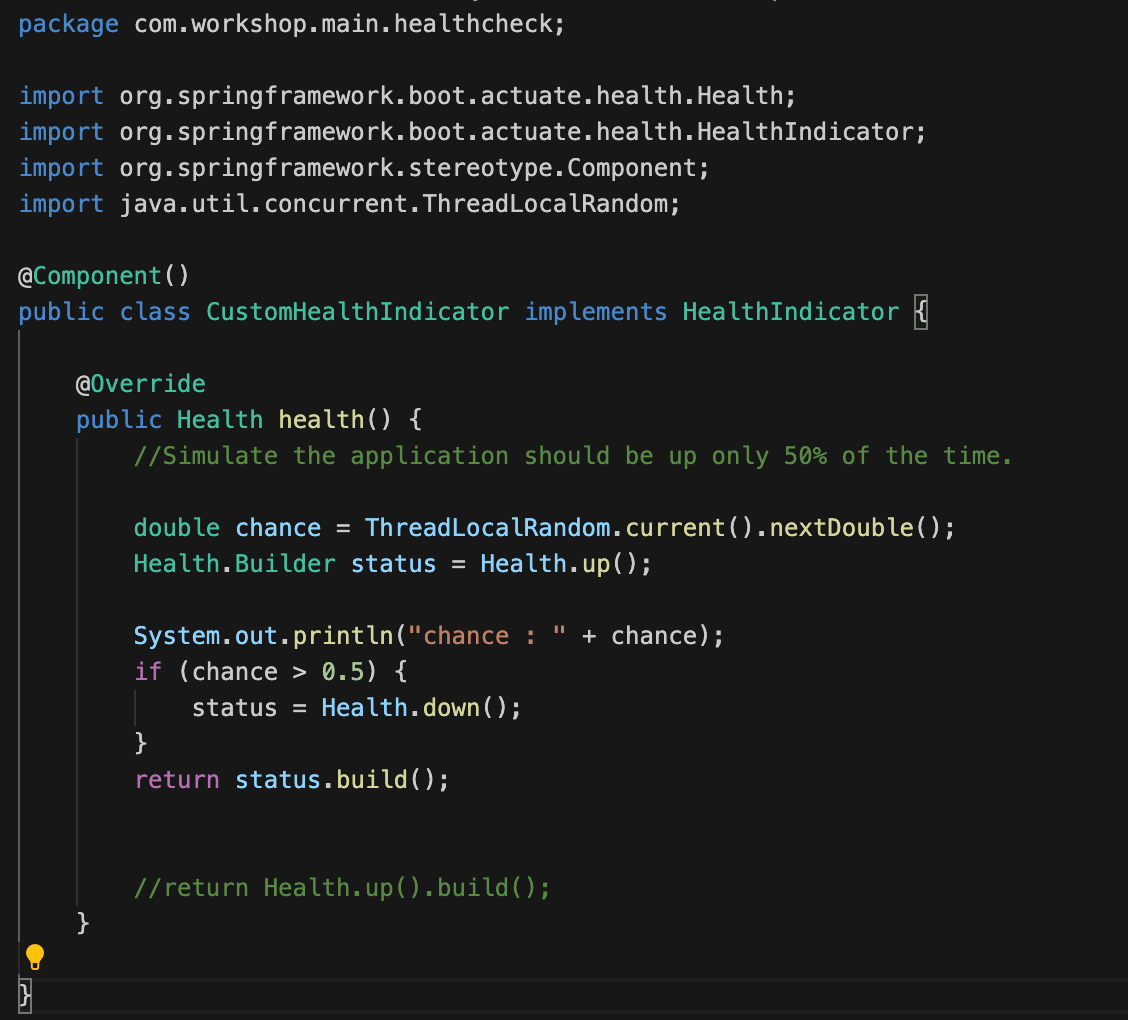 package com.workshop.main.healthcheck;
import org.springframework.boot.actuate.health.Health;
import org.springframework.boot.actuate.health.HealthIndicator;
import org.springframework.stereotype.Component;
import java.util.concurrent.ThreadLocalRandom;
@Component()
public class CustomHealthIndicator implements HealthIndicator {
@Override
public Health health() {
//Simulate the application should be up only 50% of the time.
double chance = ThreadLocalRandom.current().nextDouble();
Health.Builder status = Health.up();
System.out.println("chance : " + chance);
if (chance > 0.5) {
status = Health.down();
}
return status.build();
//return Health.up().build();
}
}